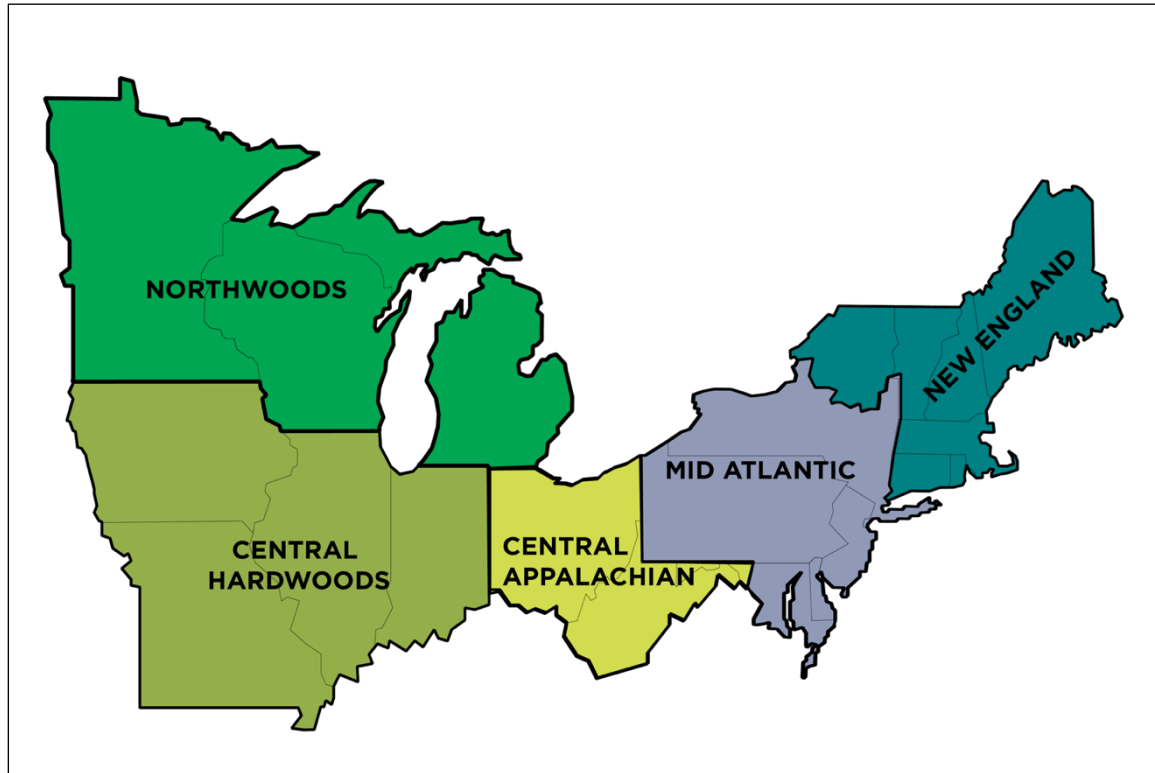 NORTHWOODS
NEW ENGLAND
MID ATLANTIC
CENTRAL
HARDWOODS
CENTRAL
APPALACHIAN